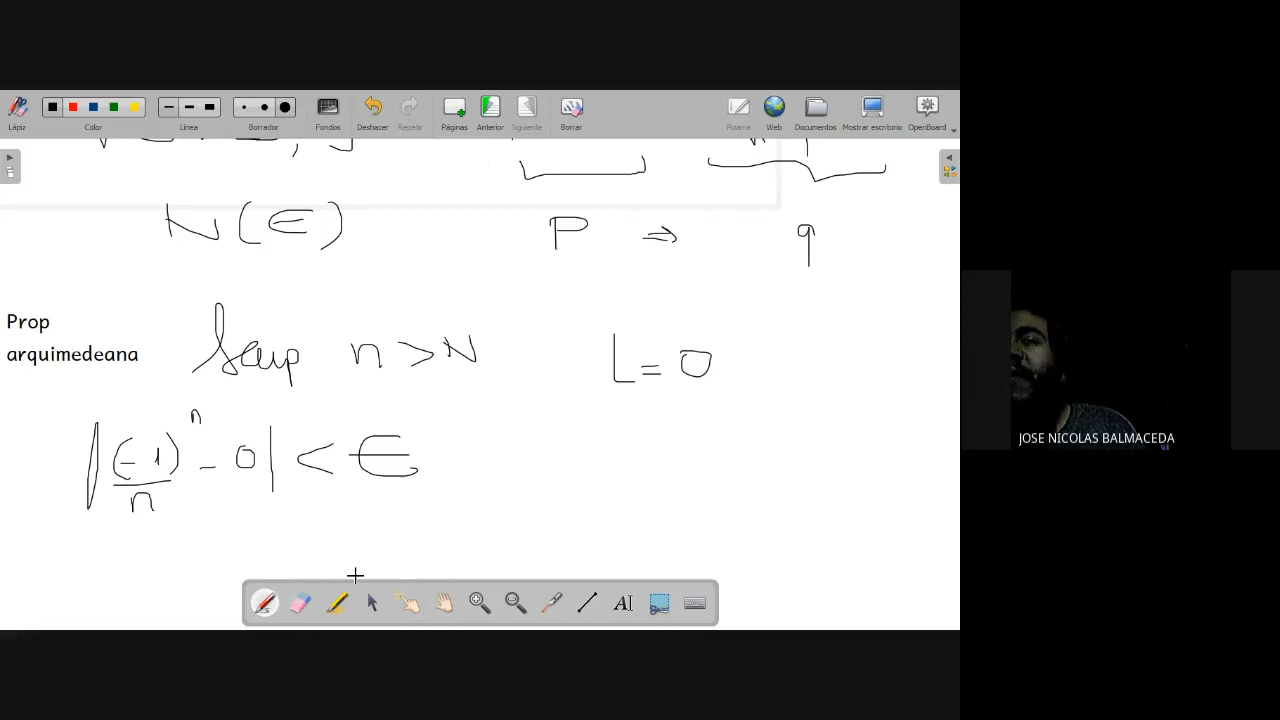 Lápiz Color Línea Borrador Fondos Deshacer Repetir Páginas Anterior Siguiente Borrar Pizarra Web Documentos Mostrar escritorio OpenBoard
N(∈) P ⇒ q
Prop
arquimedeana
Sup n > N L = 0
|(-1)^n/n - 0| < ∈
JOSE NICOLAS BALMACEDA